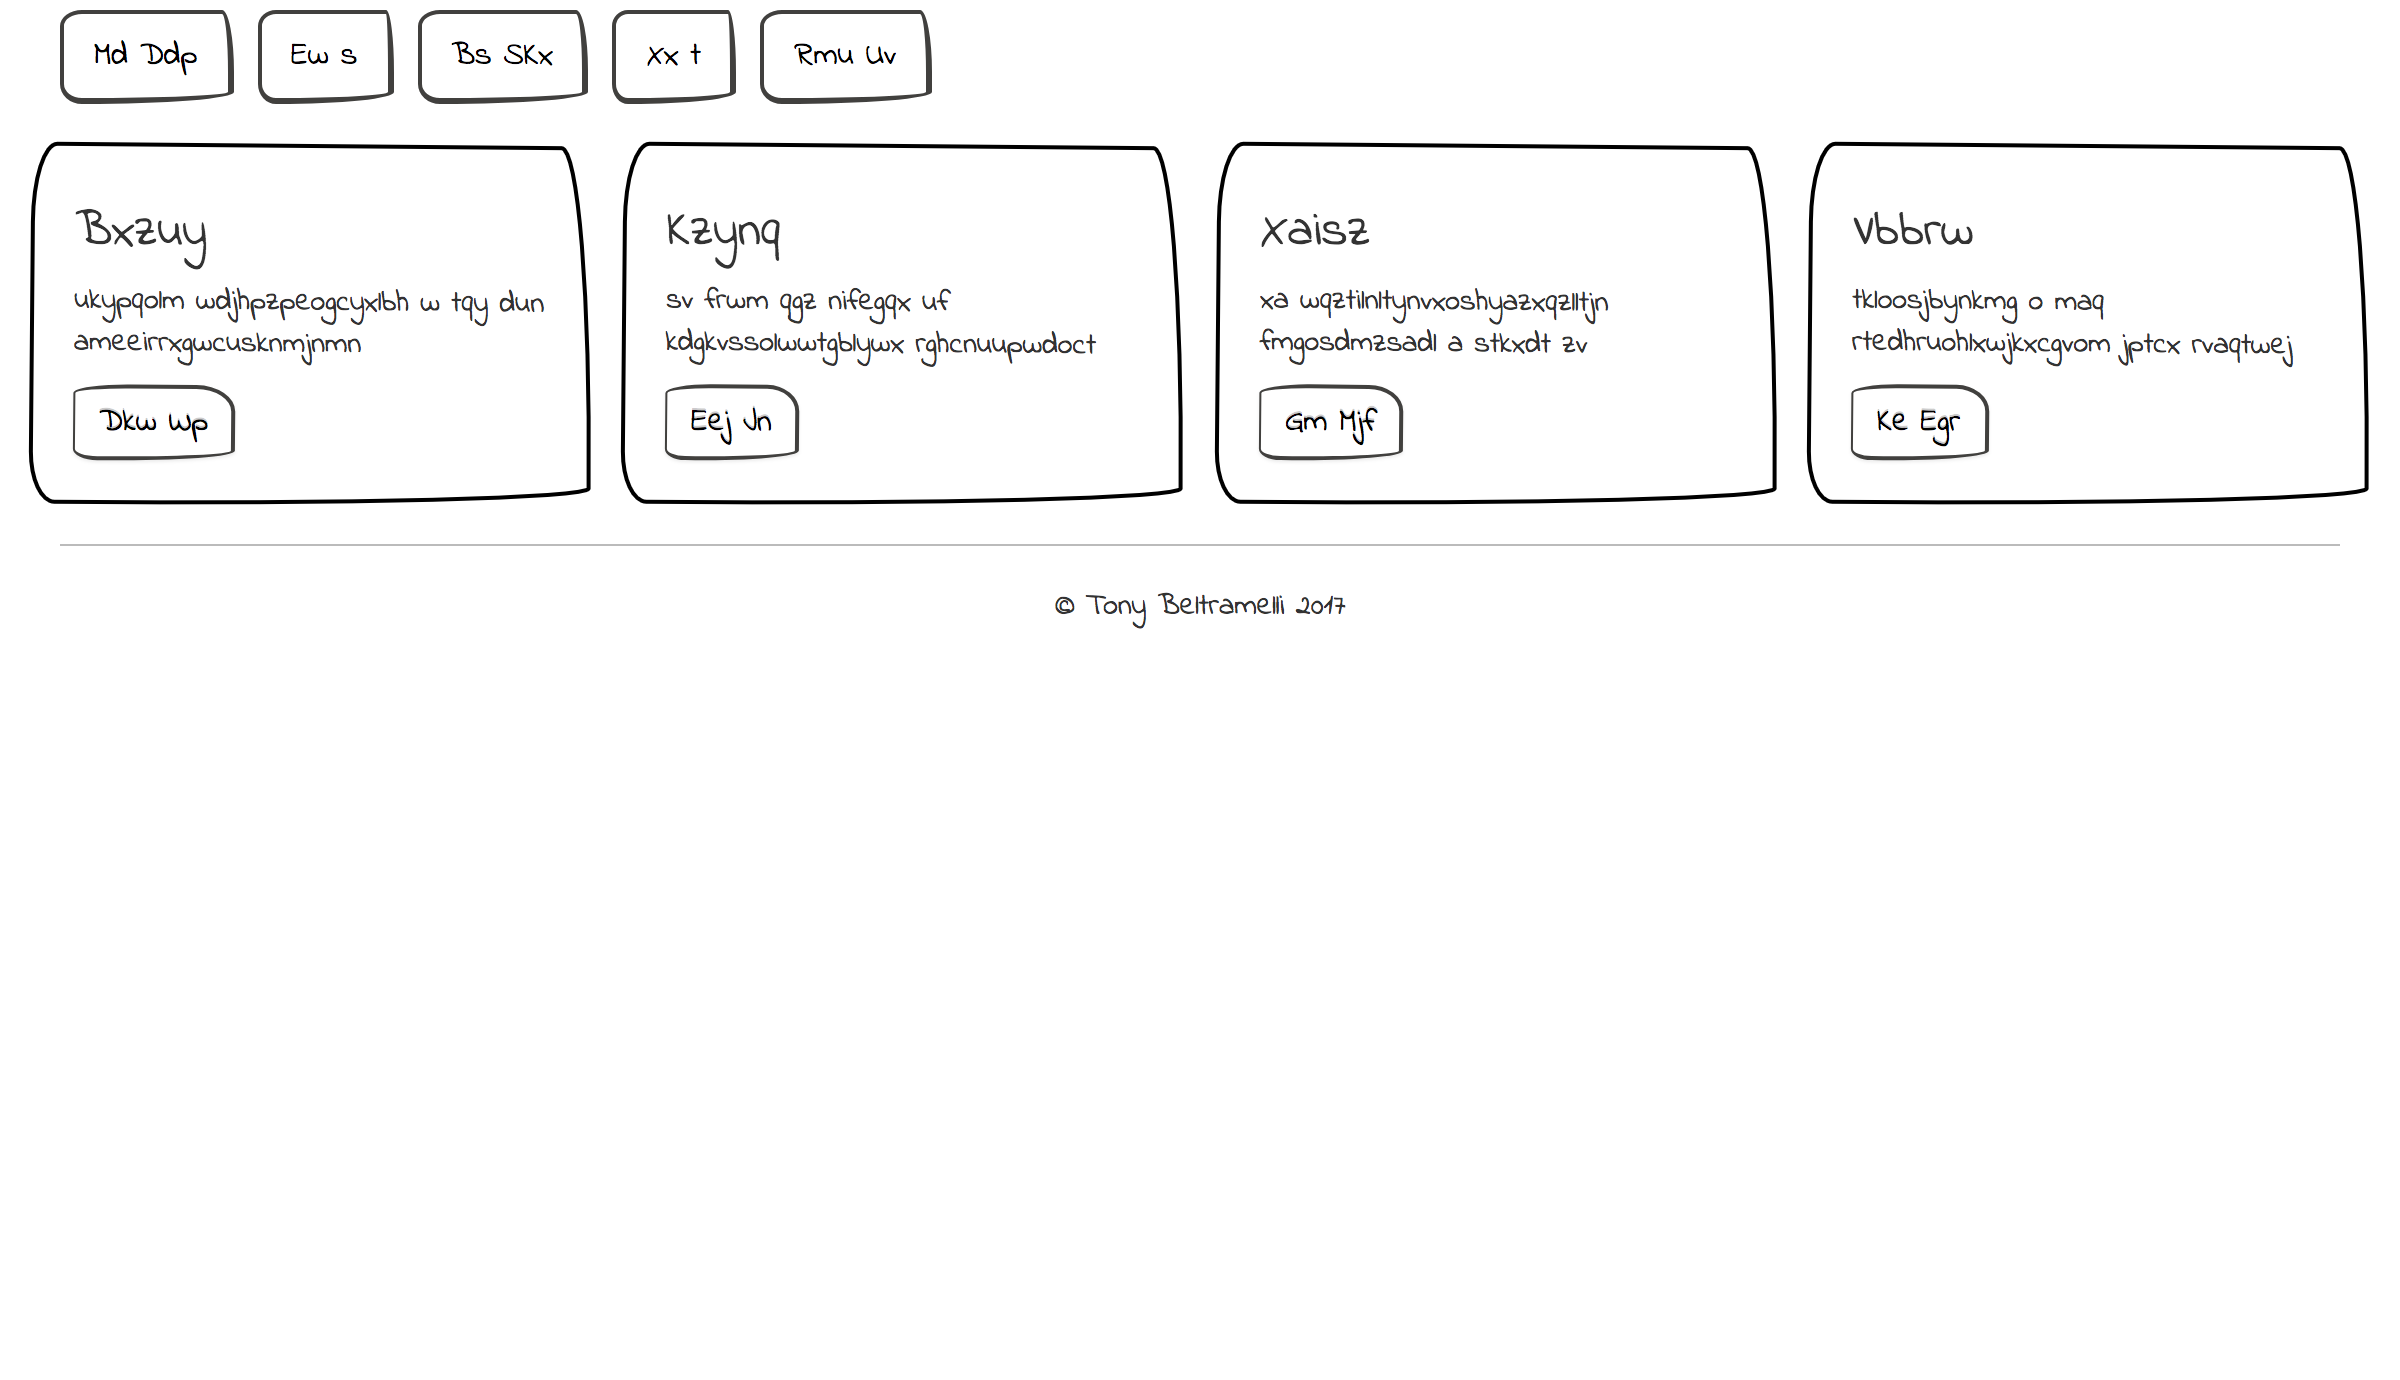 Md Ddp
Ew s
Bs SKx
Xx t
Rmu Uv
Bxzuy
ukypqolm wdjhpzpeogcyxlbh w tqy dun
ameeirrxgwcusknmjnmn
Dkw Wp
Kzynq
sv frwm qgz nifegqx uf
kdgkvssolwwtgblywx rghcnuupwdoct
Eej Jn
Xaisz
xa wqztilnltynvxoshyazxqzlltjn
fmgosdmzsadl a stkxdt zv
Gm Mjf
Vbbrw
tkloosjbynkmg o maq
rtedhruohlxwjkxcgvom jptcx rvaqtwej
Ke Egr
© Tony Beltramelli 2017